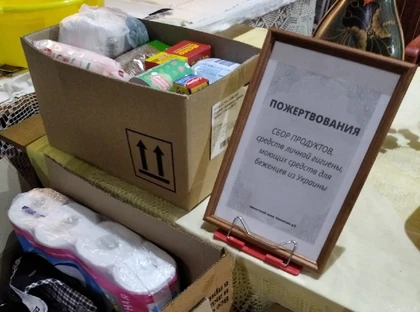 ПОЖЕРТВОВАНИЯ
СБОР ПРОДУКТОВ,
средств личной гигиены,
моющих средств для
беженцев из Украины